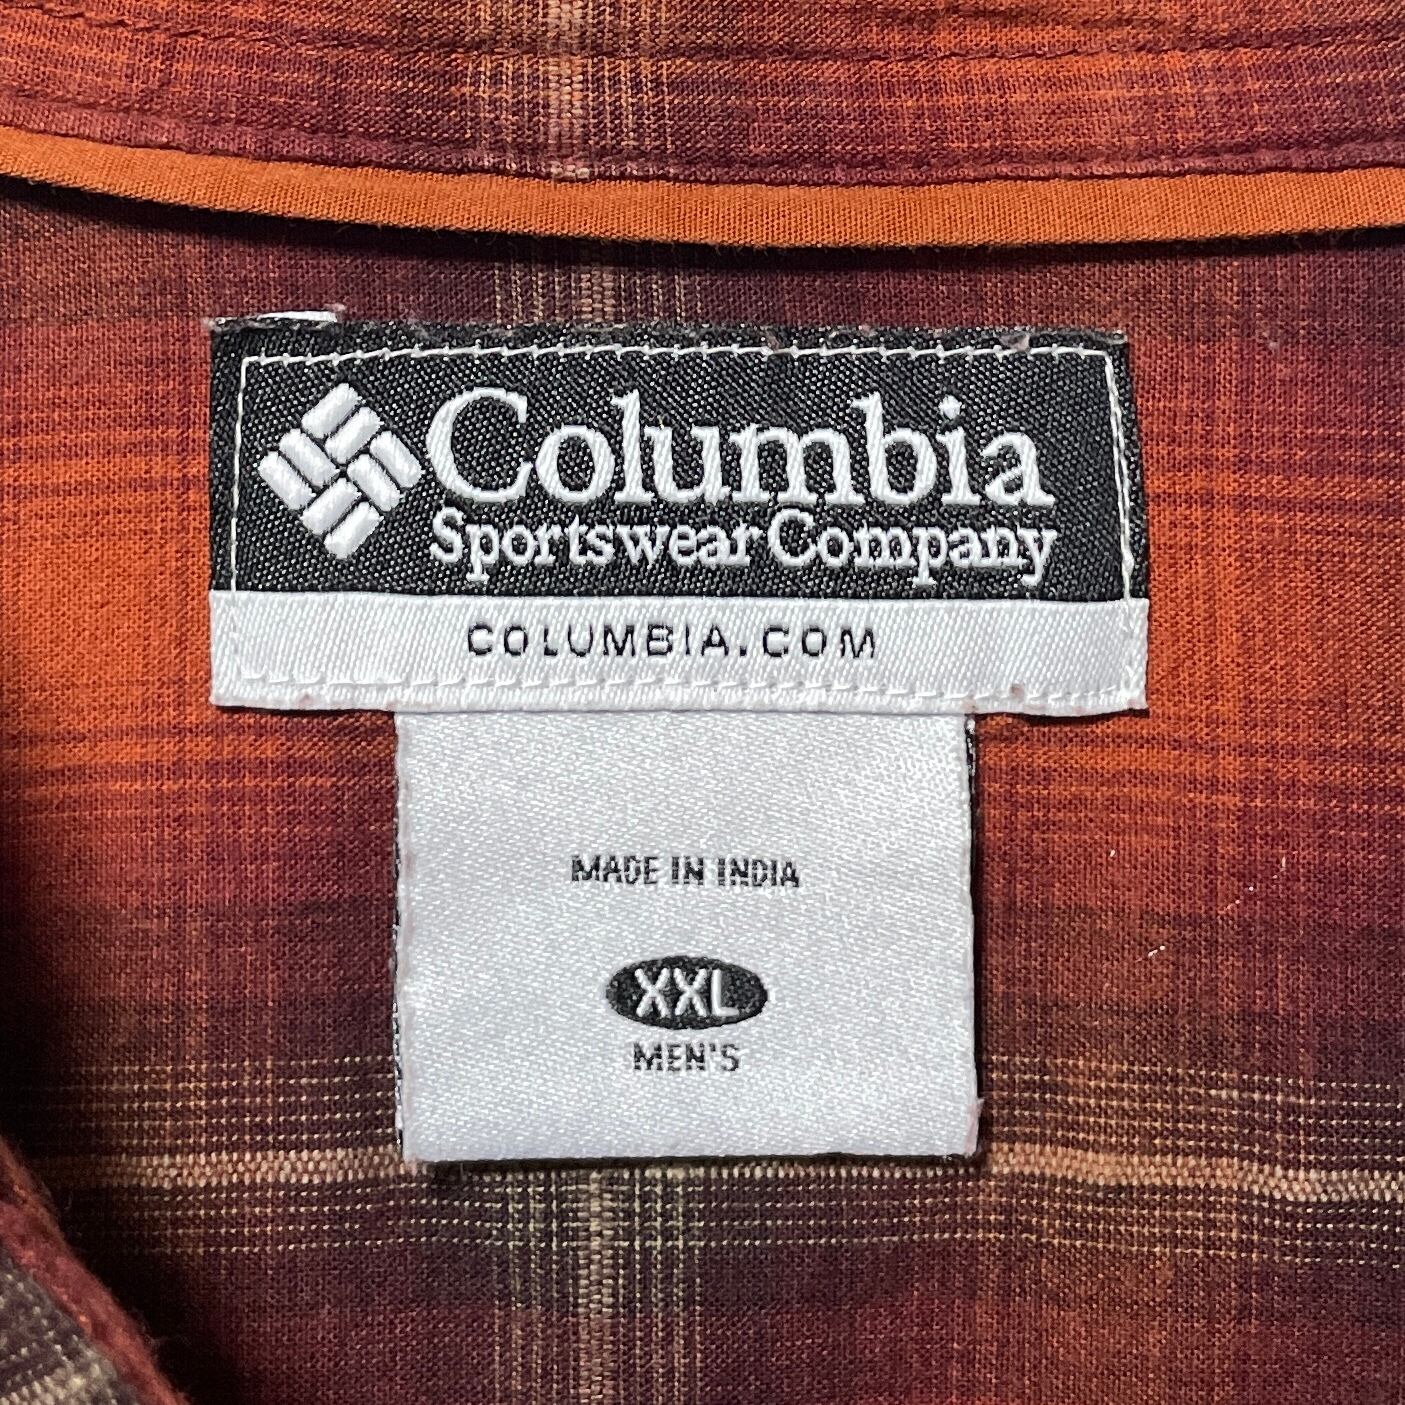 Columbia
Sportswear Company
COLUMBIA.COM
MADE IN INDIA
XXL
MEN'S